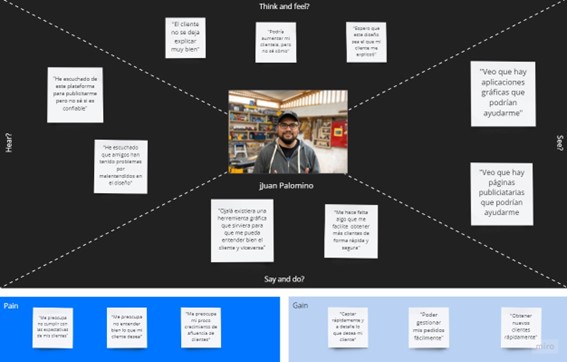 Think and feel?
"El cliente
no se deja
explicar
muy bien"
"Podría
aumentar mi
clientela, pero
no sé cómo"
"Espero que
este diseño
sea el que mi
cliente me
explicó"
Hear?
"He escuchado de
esta plataforma
para publicitarme
pero no sé si es
confiable"
"He escuchado
que amigos han
tenido problemas
por
malentendidos en
el diseño"
See?
"Veo que hay
aplicaciones
gráficas que
podrían
ayudarme"
"Veo que hay
páginas
publiciatarias
que podrían
ayudarme
jJuan Palomino
"Ojalá existiera una
herramienta gráfica
que sirviera para
que me pueda
entender bien el
cliente y viceversa"
"Me hace falta
algo que me
facilite obtener
más clientes de
forma rápida y
segura"
Say and do?
Pain
"Me preocupa
no cumplir con
las expectativas
de mis clientes"
"Me preocupa
no entender
bien lo que mi
cliente desea"
"Me preocupa
mi poco
crecimiento de
afluencia de
clientes"
Gain
"Captar
rápidamente y
a detalle lo
que desea mi
cliente"
"Poder
gestionar
mis pedidos
fácilmente"
"Obtener
nuevos
clientes
rápidamente"
miro